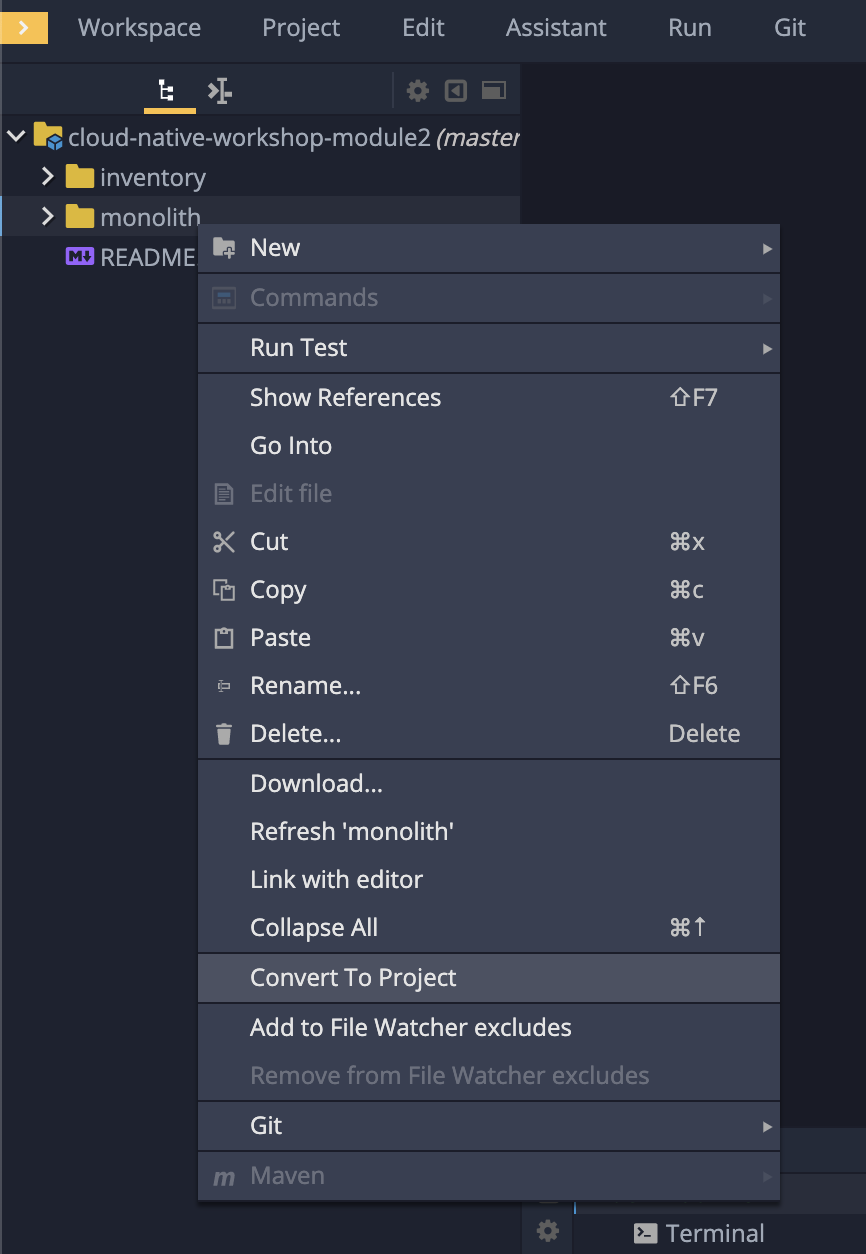 Workspace Project Edit Assistant Run Git
cloud-native-workshop-module2 (master
inventory
monolith
M↓ README
New
Commands
Run Test
Show References ⇧F7
Go Into
Edit file
Cut ⌘x
Copy ⌘c
Paste ⌘v
Rename... ⇧F6
Delete... Delete
Download...
Refresh 'monolith'
Link with editor
Collapse All ⌘↑
Convert To Project
Add to File Watcher excludes
Remove from File Watcher excludes
Git
m Maven
Terminal